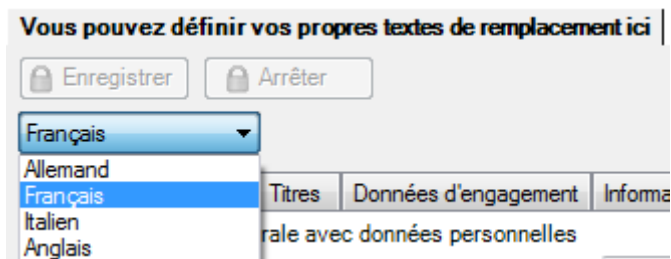 Vous pouvez définir vos propres textes de remplacement ici
Enregistrer Arrêter
Français
Allemand
Français Titres Données d'engagement Informa
Italien rale avec données personnelles
Anglais